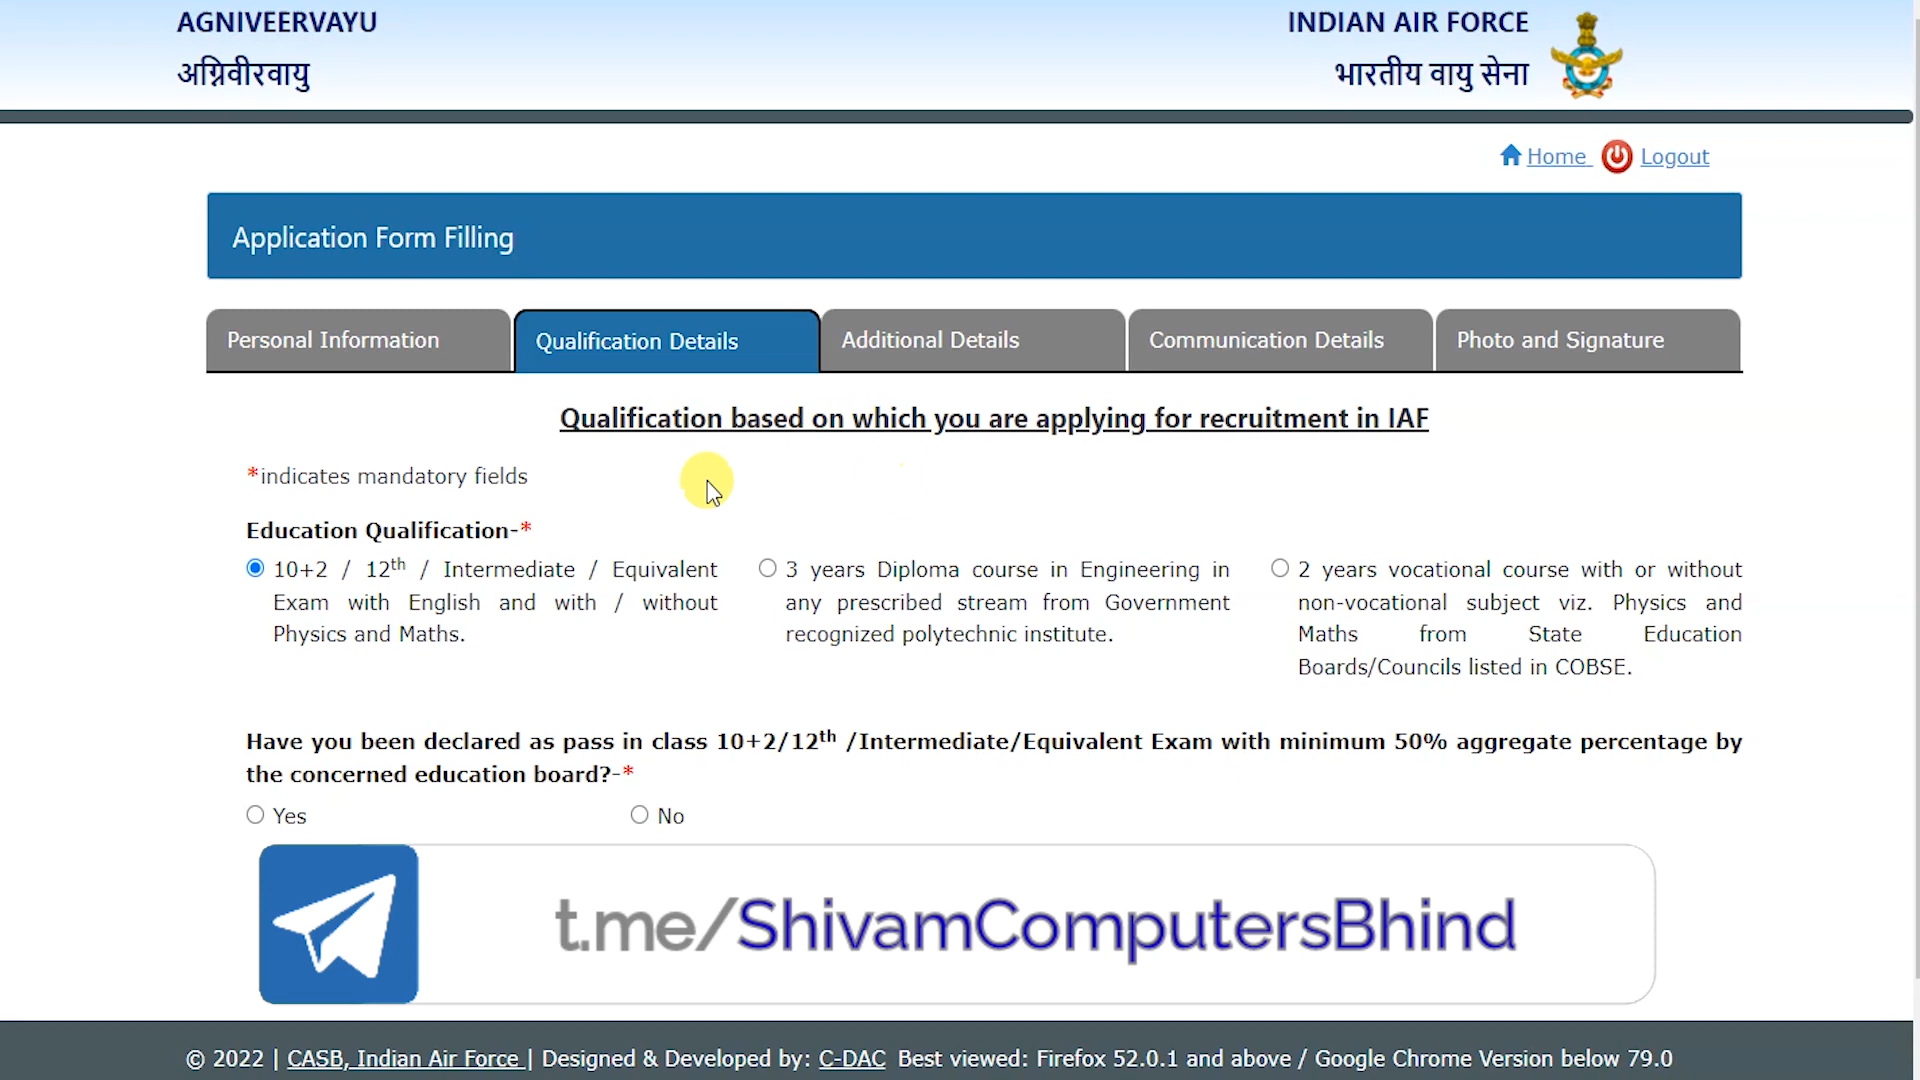 AGNIVEERVAYU
अग्निवीरवायु
INDIAN AIR FORCE
भारतीय वायु सेना
Home Logout
Application Form Filling
Personal Information
Qualification Details
Additional Details
Communication Details
Photo and Signature
Qualification based on which you are applying for recruitment in IAF
*indicates mandatory fields
Education Qualification-*
10+2 / 12th / Intermediate / Equivalent
Exam with English and with / without
Physics and Maths.
3 years Diploma course in Engineering in
any prescribed stream from Government
recognized polytechnic institute.
2 years vocational course with or without
non-vocational subject viz. Physics and
Maths from State Education
Boards/Councils listed in COBSE.
Have you been declared as pass in class 10+2/12th /Intermediate/Equivalent Exam with minimum 50% aggregate percentage by
the concerned education board?-*
Yes
No
t.me/ShivamComputersBhind
© 2022 | CASB, Indian Air Force | Designed & Developed by: C-DAC Best viewed: Firefox 52.0.1 and above / Google Chrome Version below 79.0